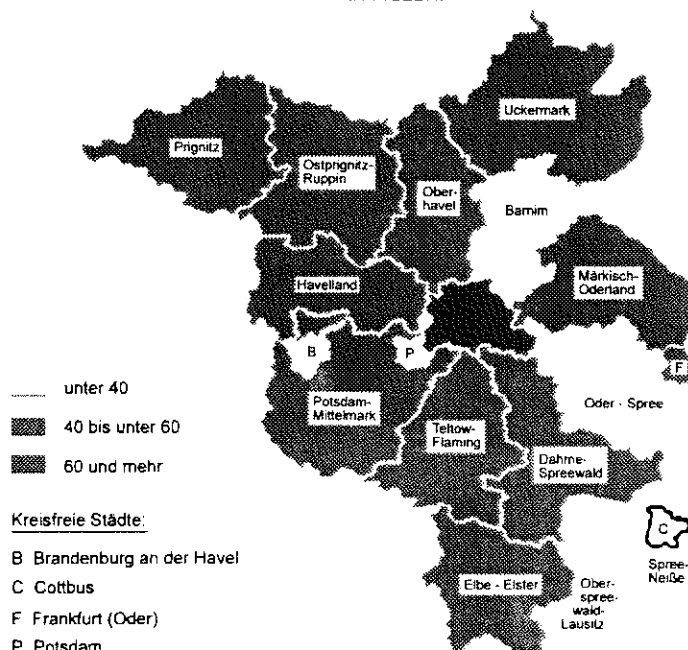 Uckermark
Prignitz
Ostprignitz-
Ruppin
Ober-
havel
Barnim
Havelland
Märkisch-
Oderland
B
P
F
unter 40
40 bis unter 60
60 und mehr
Potsdam-
Mittelmark
Teltow-
Flaming
Oder - Spree
Dahme-
Spreewald
Kreisfreie Städte:
B Brandenburg an der Havel
C Cottbus
F Frankfurt (Oder)
P Potsdam
C
Spree-
Neiße
Elbe - Elster
Ober-
spree-
wald-
Lausitz